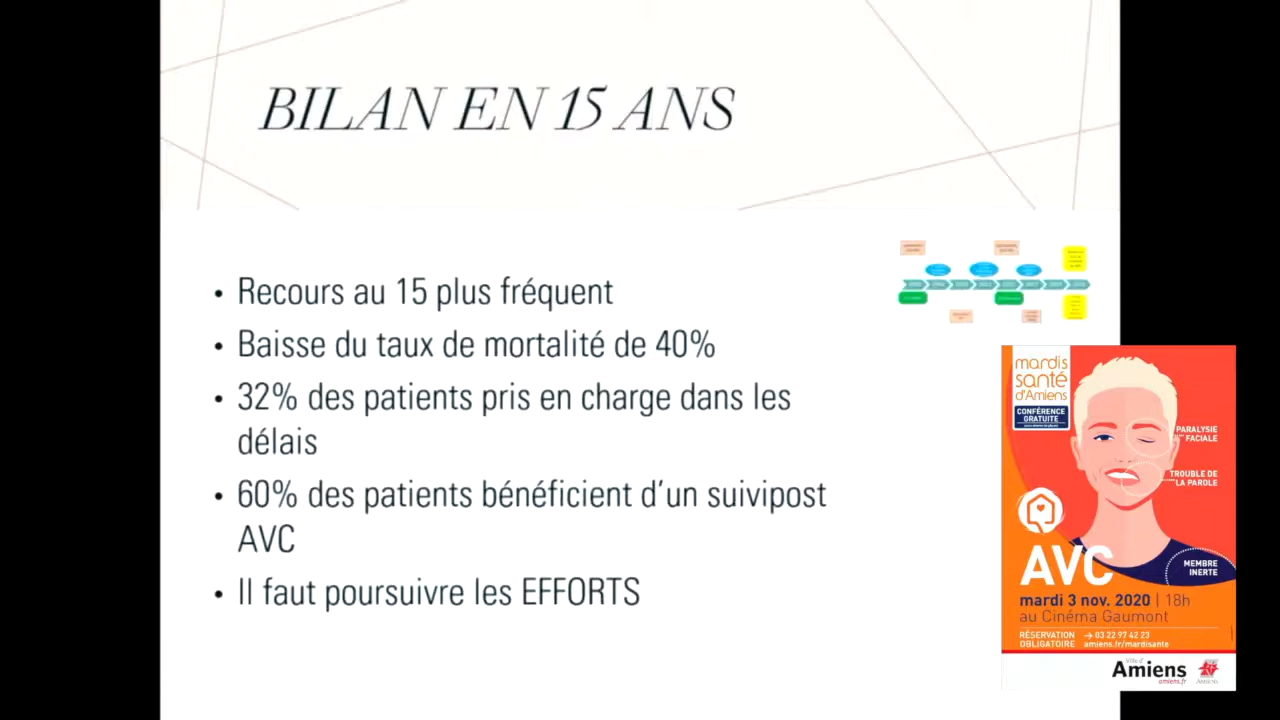 BILAN EN 15 ANS
• Recours au 15 plus fréquent
• Baisse du taux de mortalité de 40%
• 32% des patients pris en charge dans les
délais
• 60% des patients bénéficient d'un suivipost
AVC
• Il faut poursuivre les EFFORTS
mardis
santé
d'Amiens
CONFÉRENCE
GRATUITE
PARALYSIE
FACIALE
TROUBLE DE
LA PAROLE
AVC
MEMBRE
INERTE
mardi 3 nov. 2020 | 18h
au Cinéma Gaumont
RÉSERVATION → 03 22 97 42 23
OBLIGATOIRE amiens.fr/mardisante
Ville d'
Amiens
amiens.fr
AMIENS